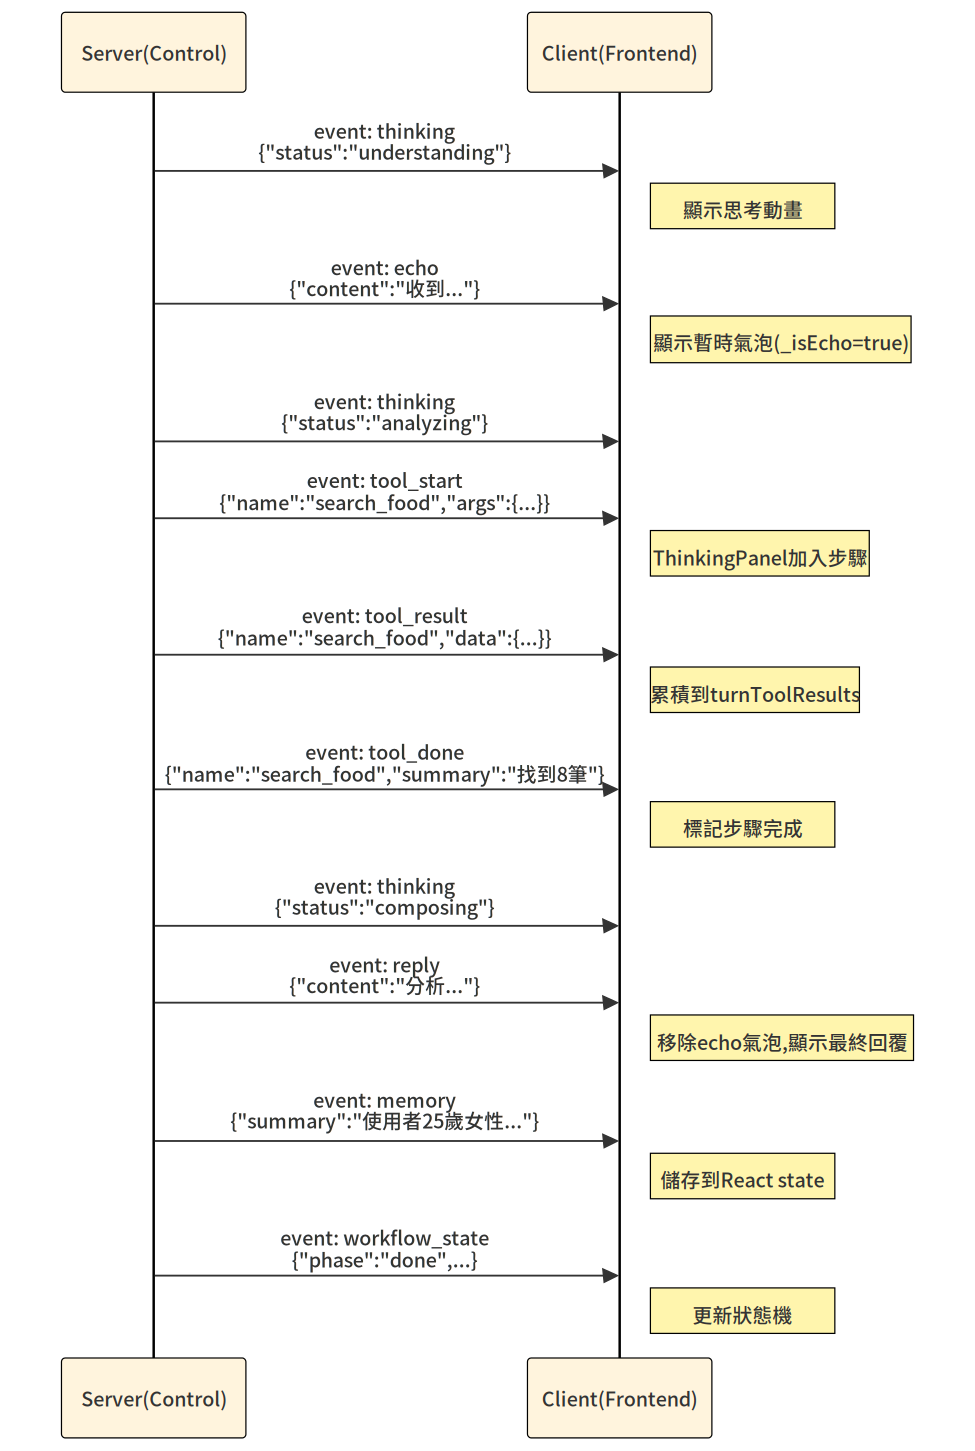 Server(Control)
Client(Frontend)
event: thinking
{"status":"understanding"}
顯示思考動畫
event: echo
{"content":"收到..."}
顯示暫時氣泡(_isEcho=true)
event: thinking
{"status":"analyzing"}
event: tool_start
{"name":"search_food","args":{...}}
ThinkingPanel加入步驟
event: tool_result
{"name":"search_food","data":{...}}
累積到turnToolResults
event: tool_done
{"name":"search_food","summary":"找到8筆"}
標記步驟完成
event: thinking
{"status":"composing"}
event: reply
{"content":"分析..."}
移除echo氣泡,顯示最終回覆
event: memory
{"summary":"使用者25歲女性..."}
儲存到React state
event: workflow_state
{"phase":"done",...}
更新狀態機
Server(Control)
Client(Frontend)